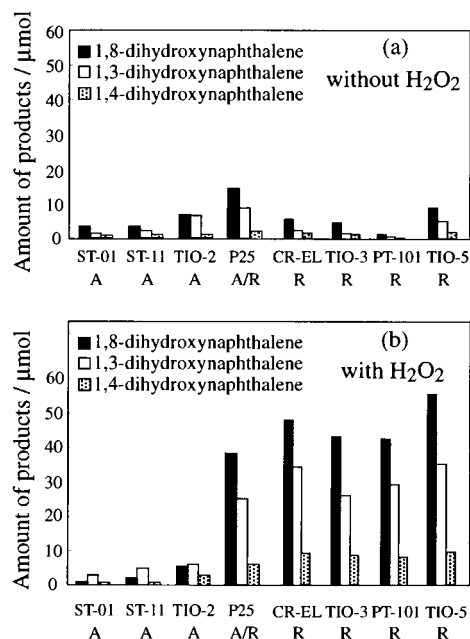 Amount of products / μmol
60
50
40
30
20
10
0
■1,8-dihydroxynaphthalene
□1,3-dihydroxynaphthalene
1,4-dihydroxynaphthalene
(a)
without H₂O₂
ST-01 ST-11 TIO-2 P25 CR-EL TIO-3 PT-101 TIO-5
A A A A/R R R R R
Amount of products / μmol
60
50
40
30
20
10
0
■1,8-dihydroxynaphthalene
□1,3-dihydroxynaphthalene
1,4-dihydroxynaphthalene
(b)
with H₂O₂
ST-01 ST-11 TIO-2 P25 CR-EL TIO-3 PT-101 TIO-5
A A A A/R R R R R